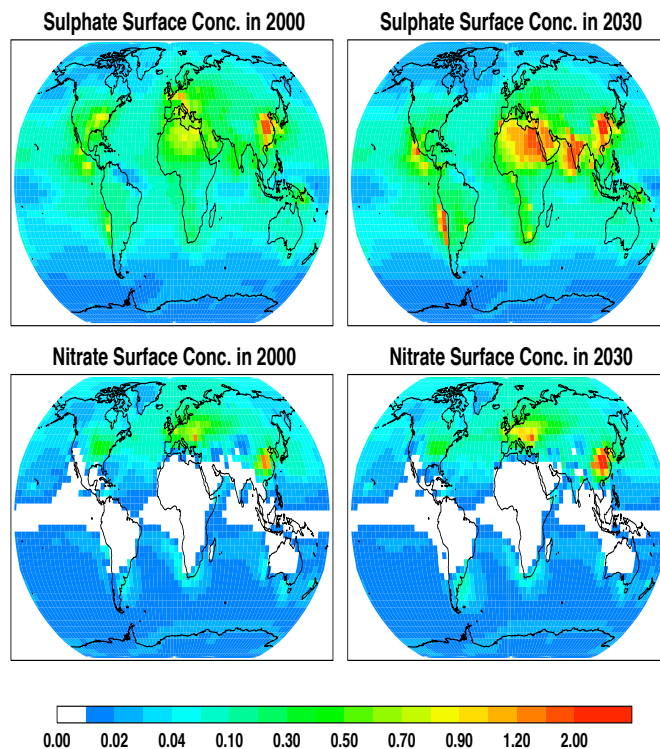 Sulphate Surface Conc. in 2000
Sulphate Surface Conc. in 2030
Nitrate Surface Conc. in 2000
Nitrate Surface Conc. in 2030
0.00 0.02 0.04 0.10 0.30 0.50 0.70 0.90 1.20 2.00